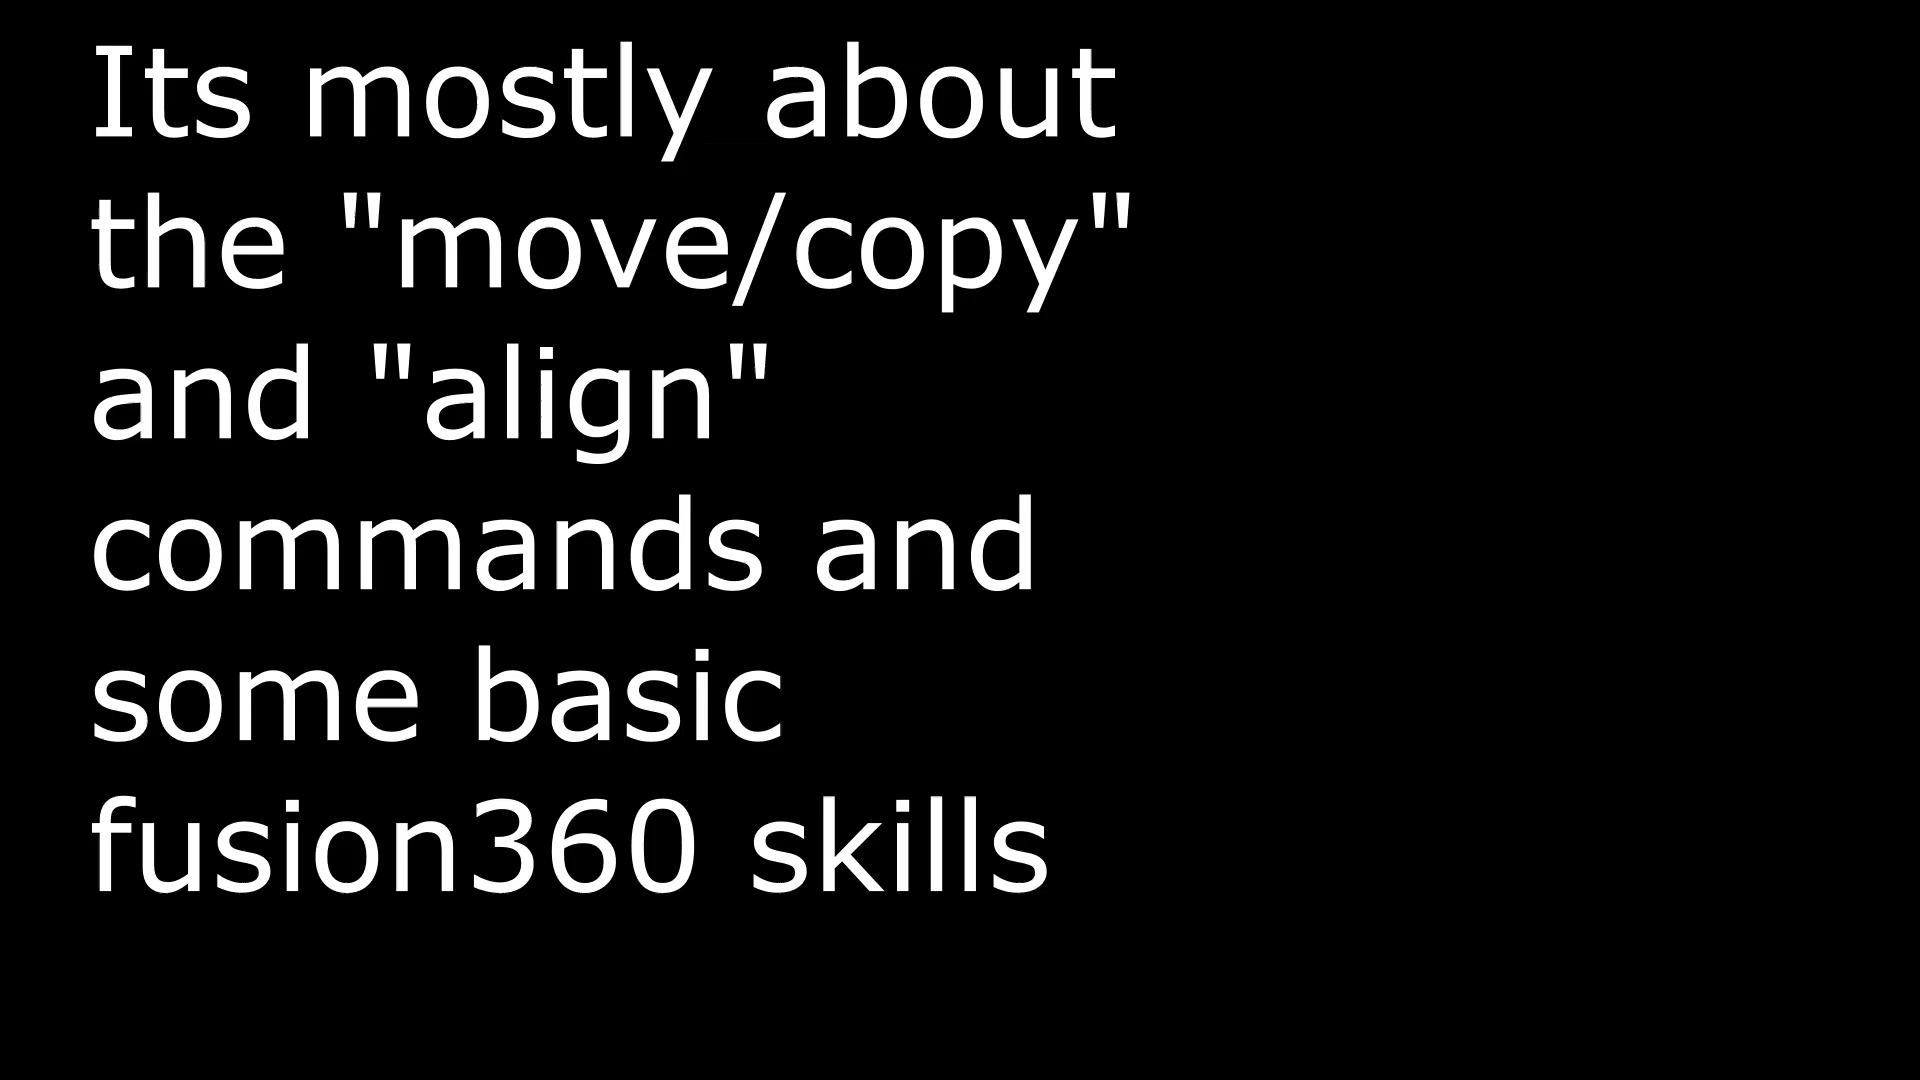 Its mostly about
the "move/copy"
and "align"
commands and
some basic
fusion360 skills